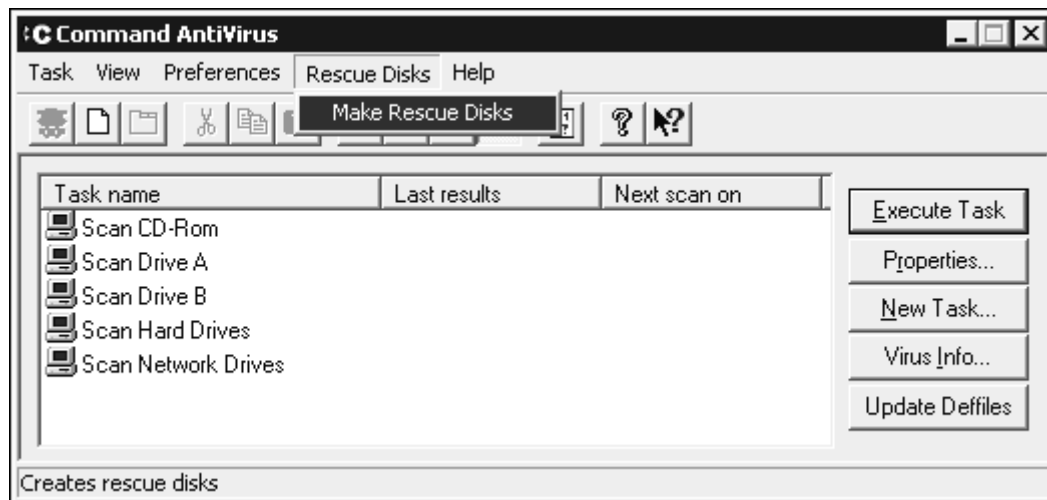 Command AntiVirus
Task View Preferences Rescue Disks Help
Make Rescue Disks
Task name Last results Next scan on
Scan CD-Rom
Scan Drive A
Scan Drive B
Scan Hard Drives
Scan Network Drives
Execute Task
Properties...
New Task...
Virus Info...
Update Deffiles
Creates rescue disks